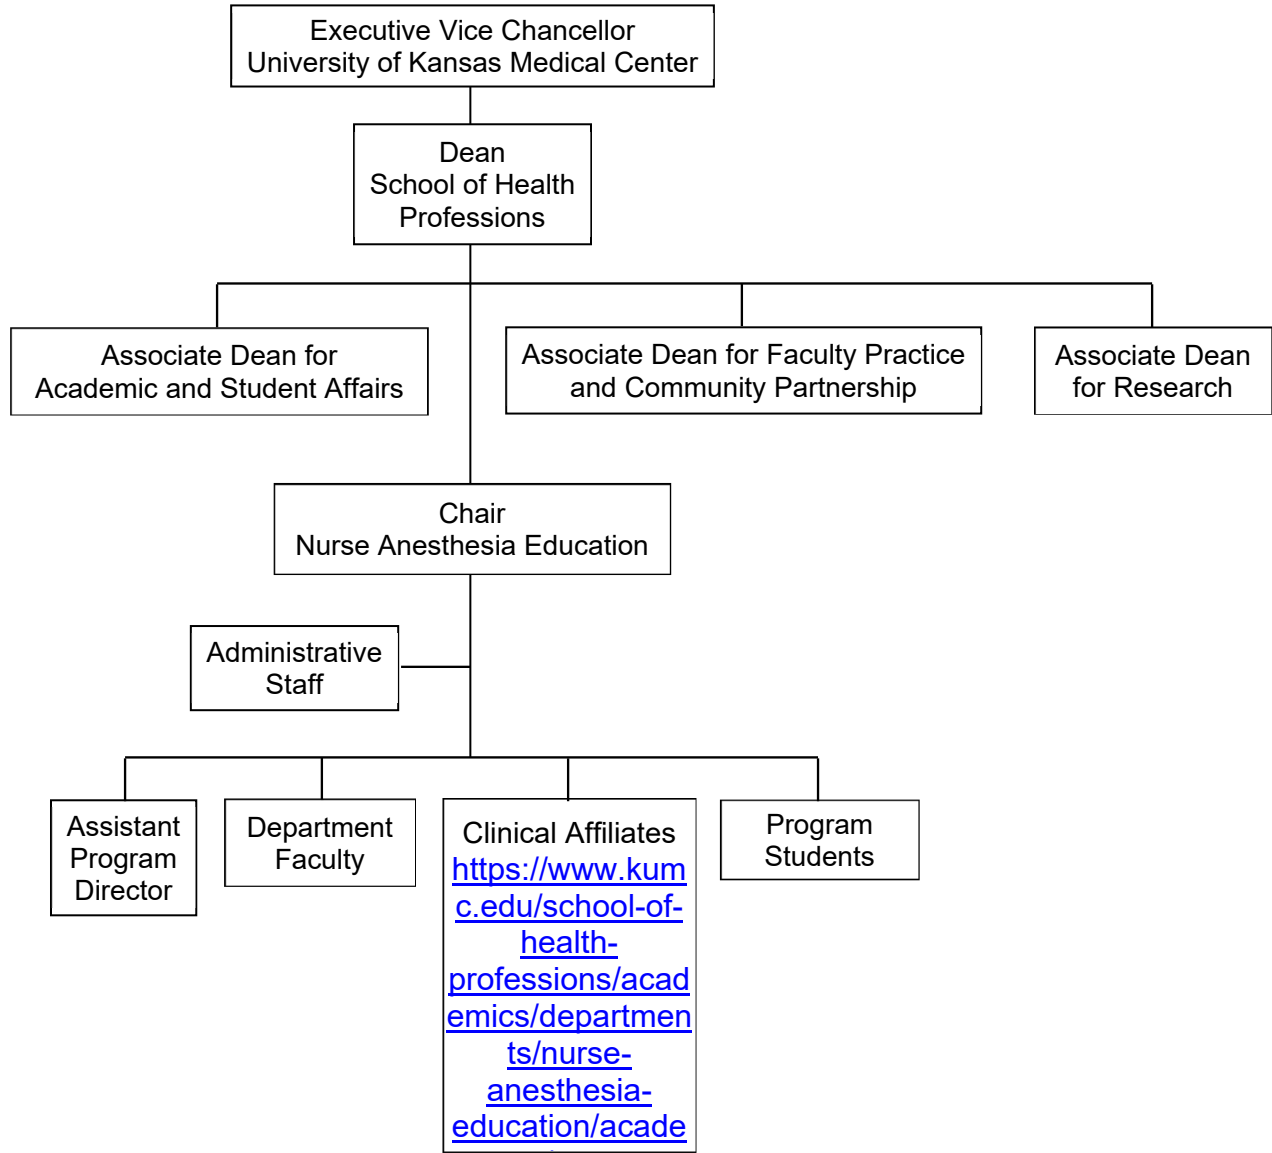 Executive Vice Chancellor
University of Kansas Medical Center
Dean
School of Health
Professions
Associate Dean for
Academic and Student Affairs
Associate Dean for Faculty Practice
and Community Partnership
Associate Dean
for Research
Chair
Nurse Anesthesia Education
Administrative
Staff
Assistant
Program
Director
Department
Faculty
Clinical Affiliates
https://www.kum
c.edu/school-of-
health-
professions/acad
emics/departmen
ts/nurse-
anesthesia-
education/acade
Program
Students